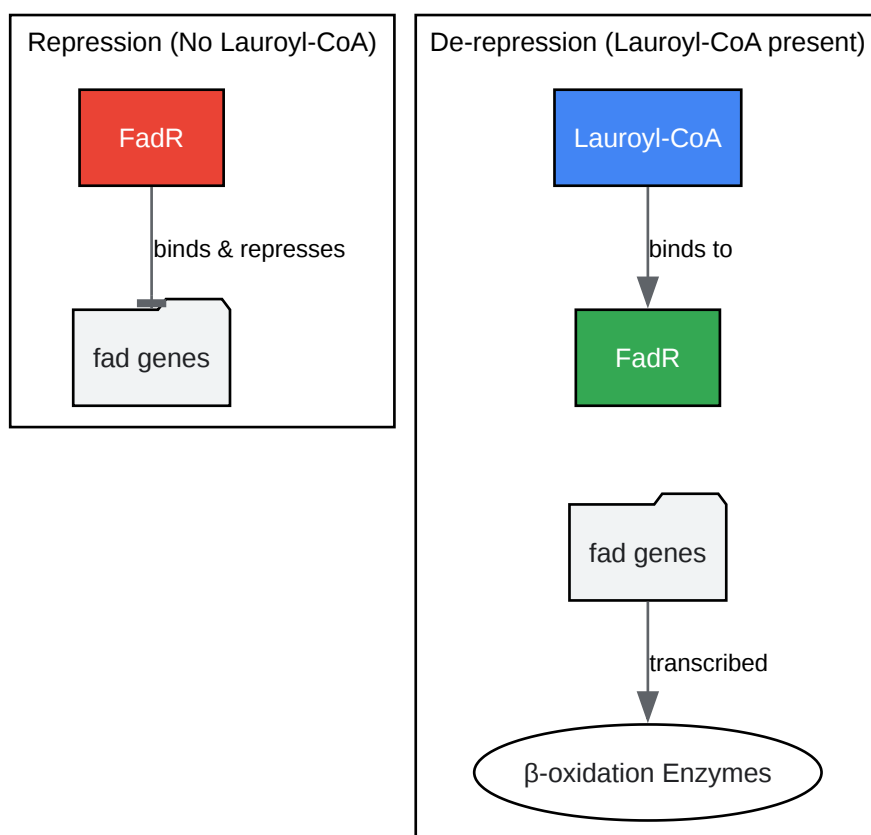 Repression (No Lauroyl-CoA)
FadR
binds & represses
fad genes
De-repression (Lauroyl-CoA present)
Lauroyl-CoA
binds to
FadR
fad genes
transcribed
β-oxidation Enzymes